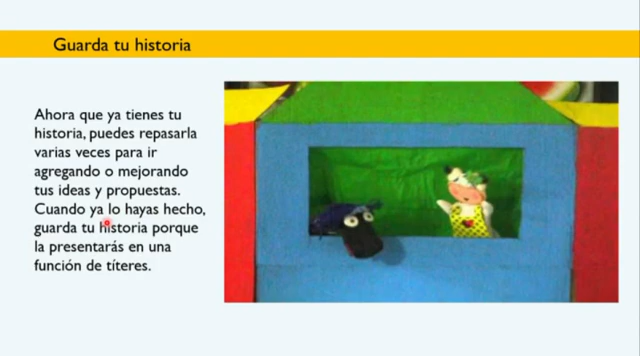 Guarda tu historia
Ahora que ya tienes tu
historia, puedes repasarla
varias veces para ir
agregando o mejorando
tus ideas y propuestas.
Cuando ya lo hayas hecho,
guarda tu historia porque
la presentarás en una
función de títeres.